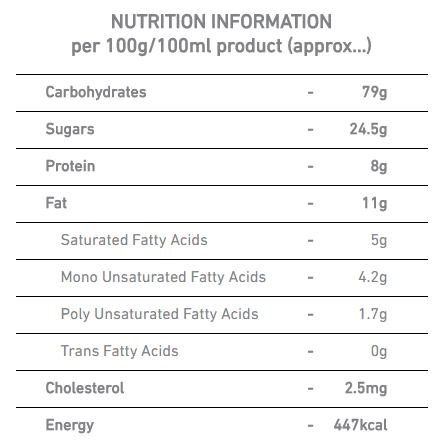 NUTRITION INFORMATION
per 100g/100ml product (approx...)
Carbohydrates - 79g
Sugars - 24.5g
Protein - 8g
Fat - 11g
Saturated Fatty Acids - 5g
Mono Unsaturated Fatty Acids - 4.2g
Poly Unsaturated Fatty Acids - 1.7g
Trans Fatty Acids - 0g
Cholesterol - 2.5mg
Energy - 447kcal